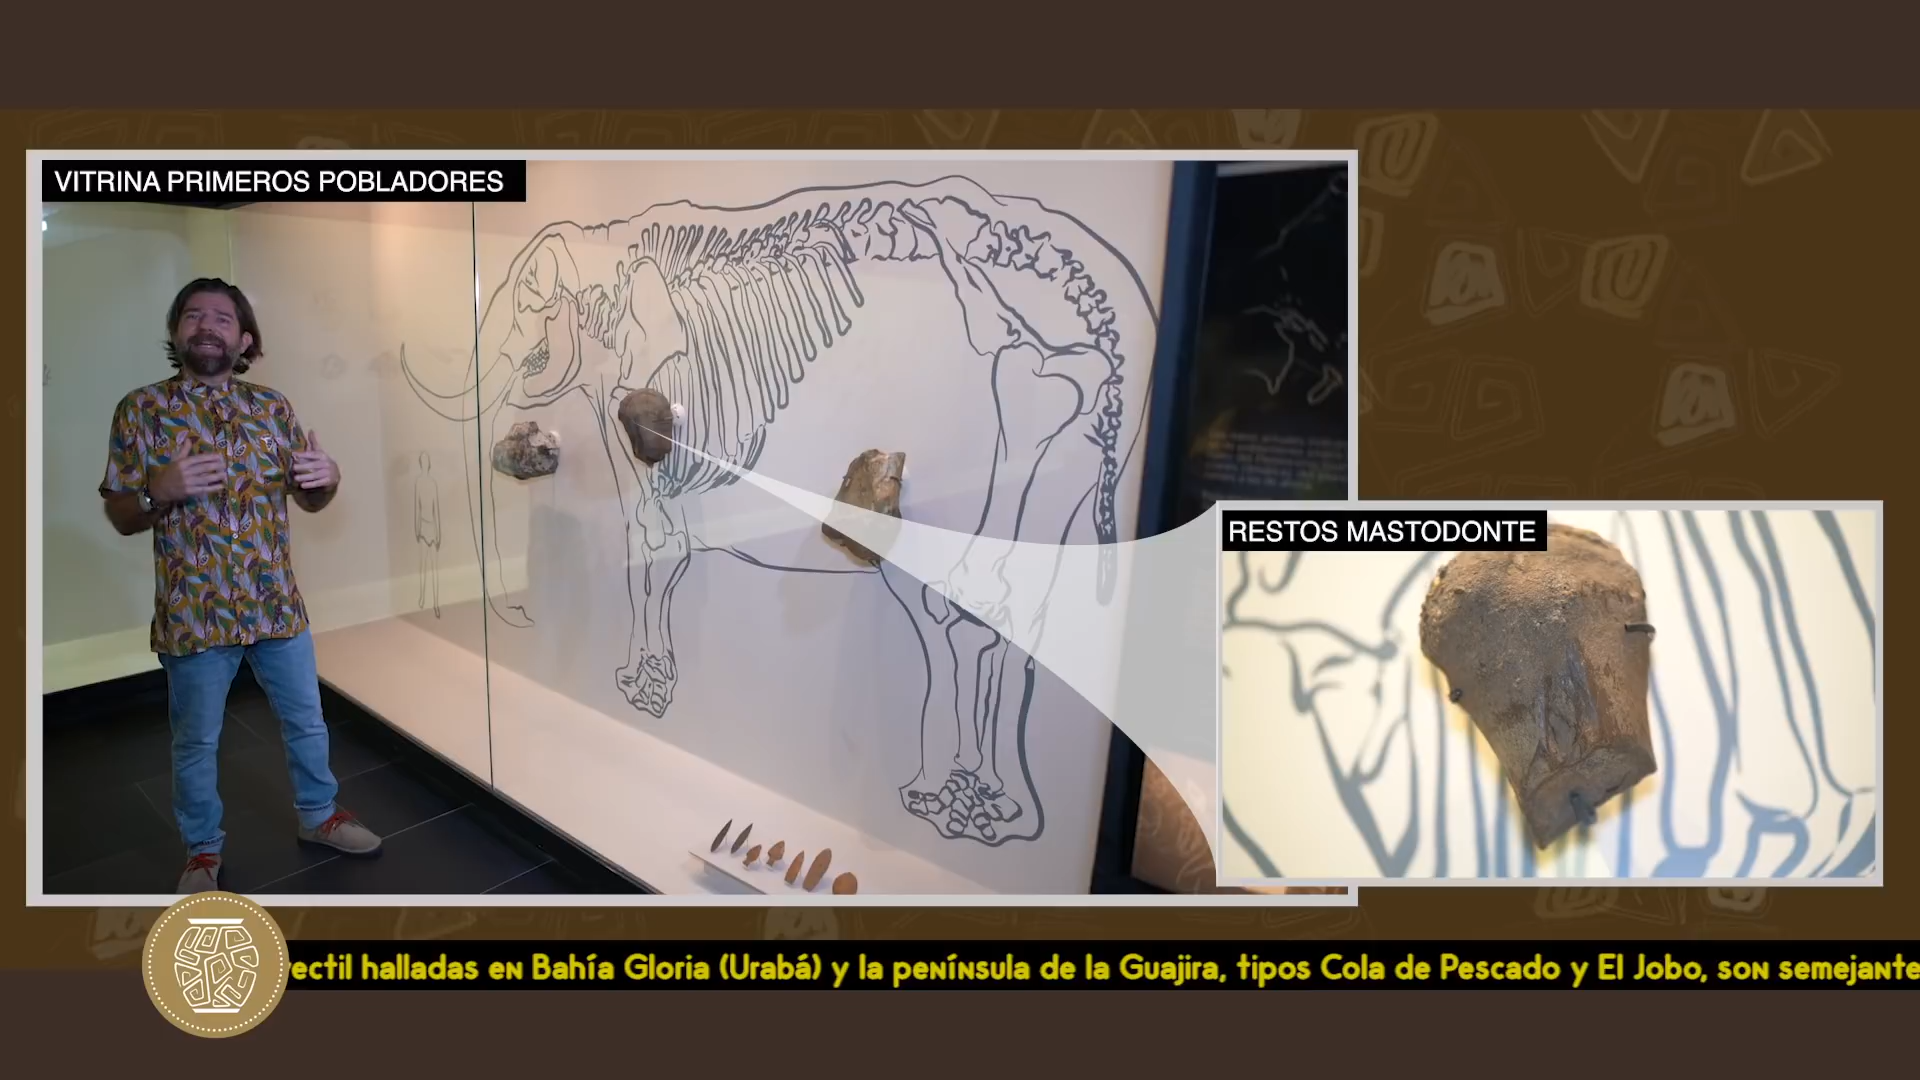 VITRINA PRIMEROS POBLADORES
RESTOS MASTODONTE
halladas en Bahía Gloria (Urabá) y la península de la Guajira, tipos Cola de Pescado y El Jobo, son semejante